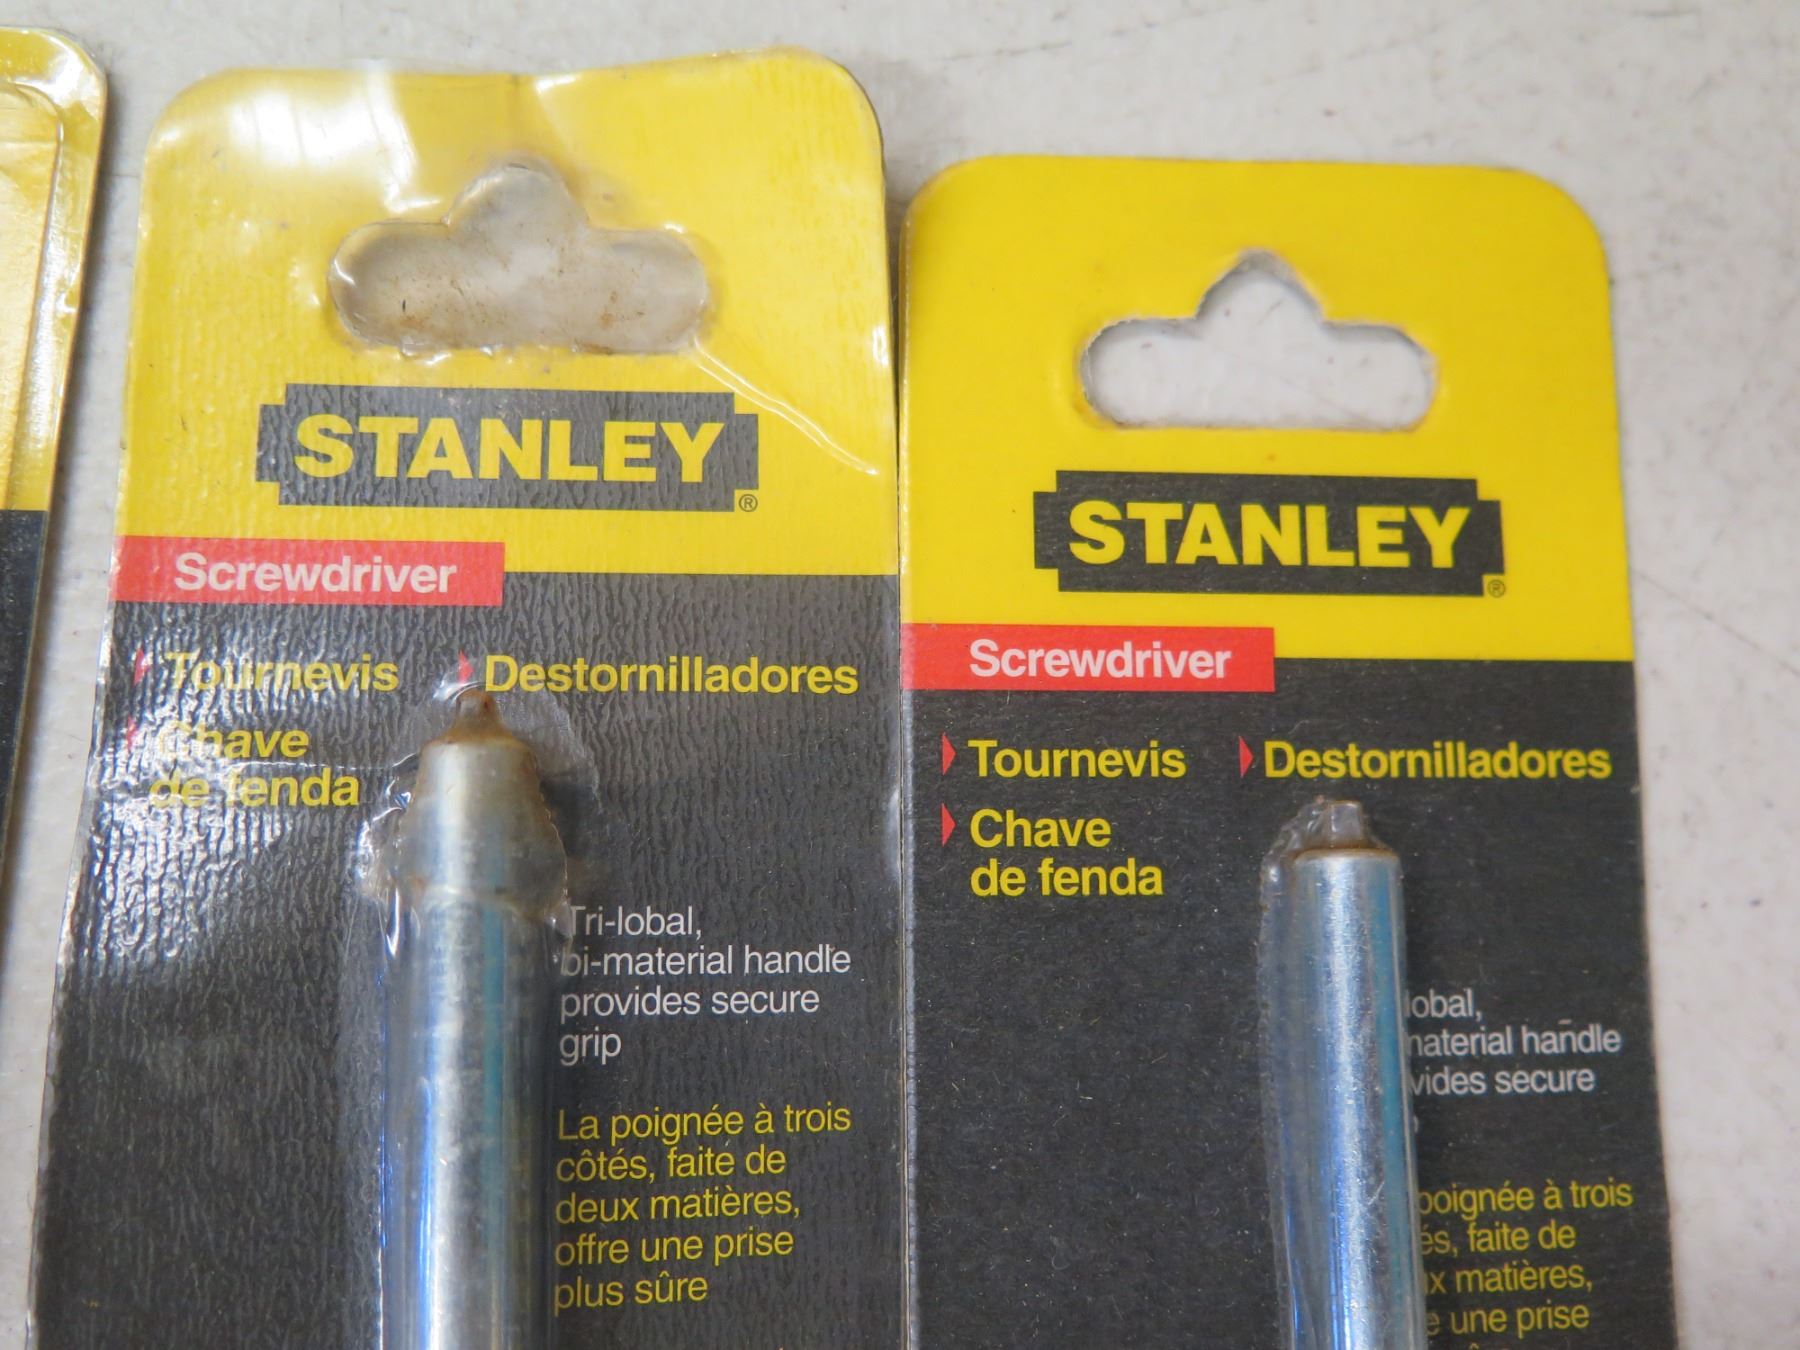 STANLEY
®
Screwdriver
Tournevis
Destornilladores
Chave
de fenda
Tri-lobal,
bi-material handle
provides secure
grip
La poignée à trois
côtés, faite de
deux matières,
offre une prise
plus sûre
STANLEY
®
Screwdriver
Tournevis
Destornilladores
Chave
de fenda
lobal,
material handle
vides secure
poignée à trois
és, faite de
x matières,
e une prise